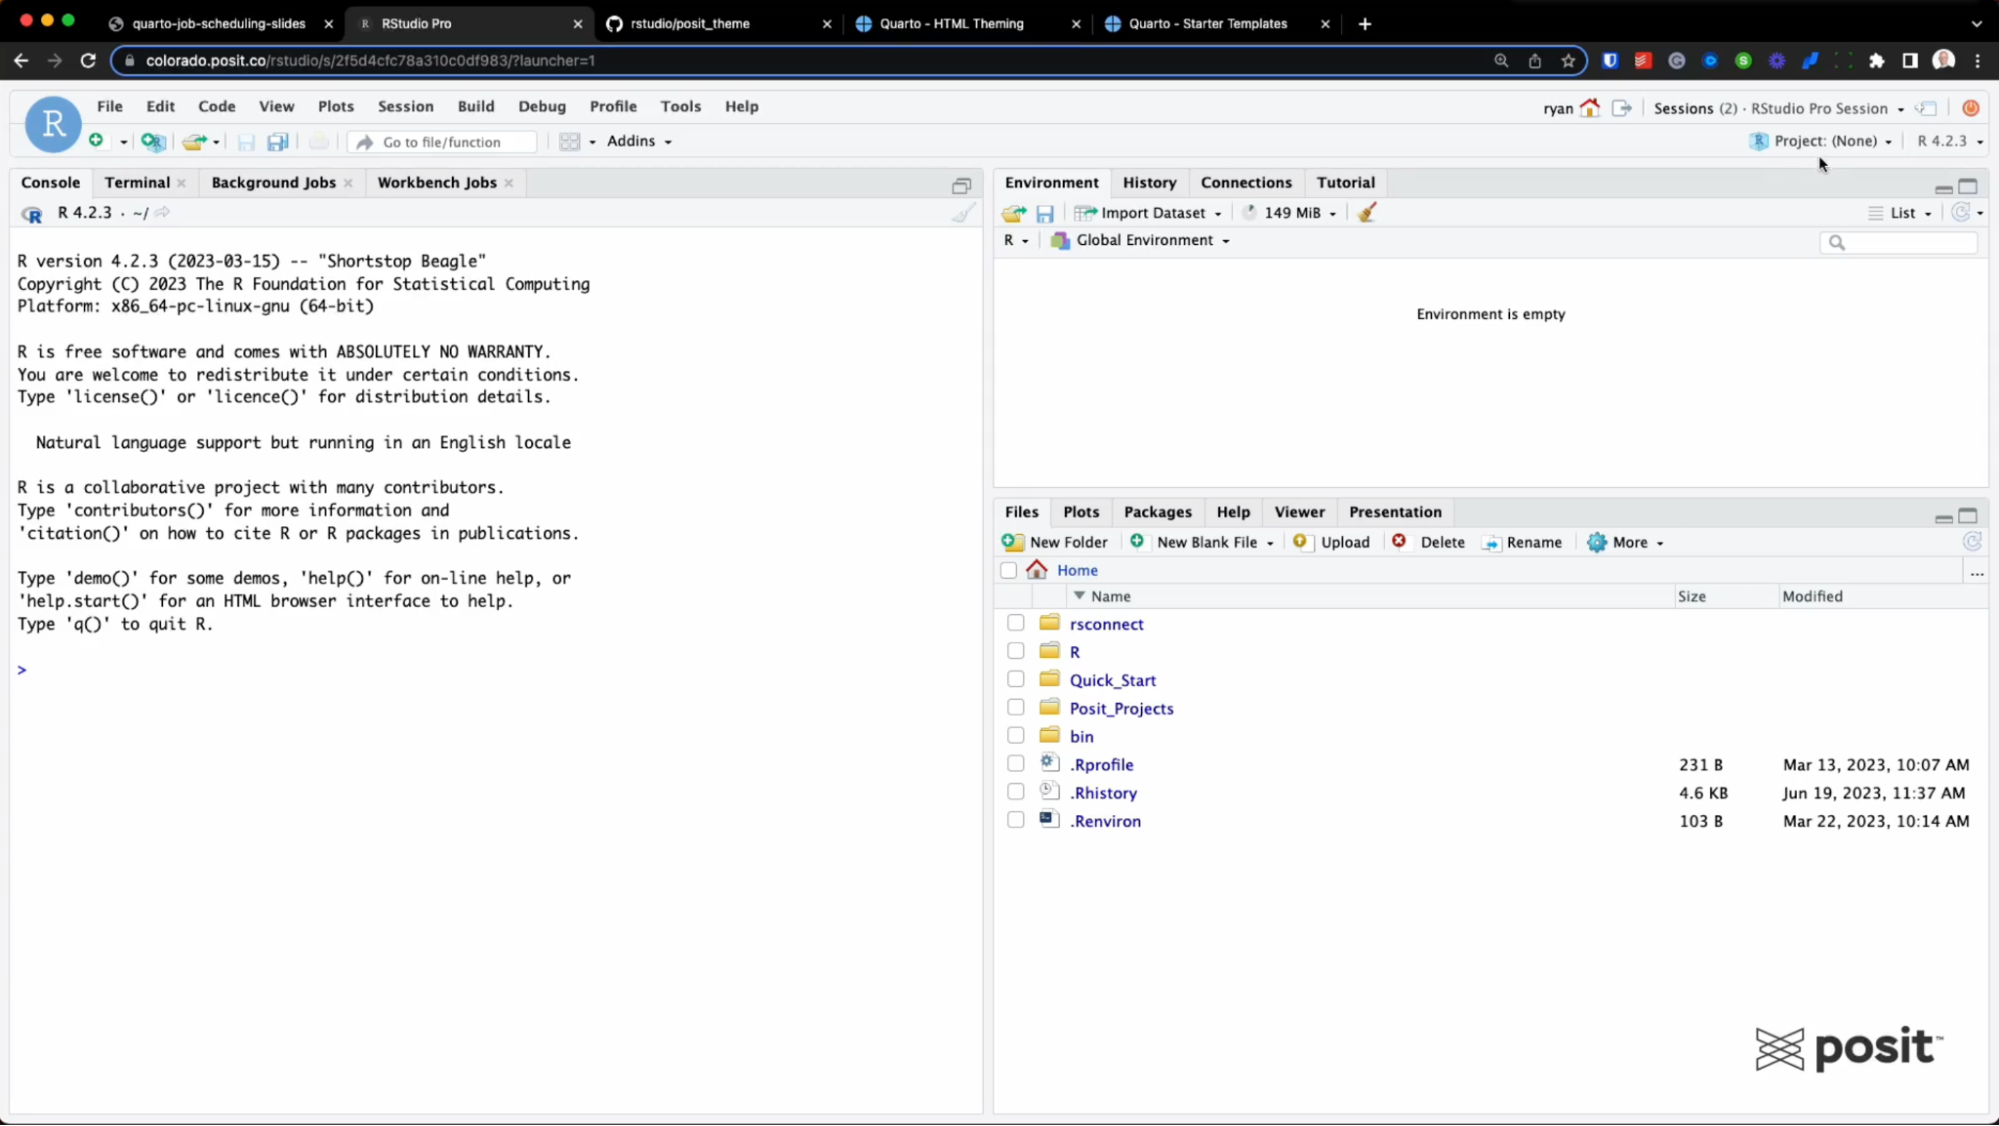 quarto-job-scheduling-slides
RStudio Pro
rstudio/posit_theme
Quarto - HTML Theming
Quarto - Starter Templates
colorado.posit.co/rstudio/s/2f5d4cfc78a310c0df983/?launcher=1
R
File Edit Code View Plots Session Build Debug Profile Tools Help
ryan
Sessions (2) · RStudio Pro Session
Go to file/function
Addins
Project: (None)
R 4.2.3
Console Terminal Background Jobs Workbench Jobs
R 4.2.3 · ~/
R version 4.2.3 (2023-03-15) -- "Shortstop Beagle"
Copyright (C) 2023 The R Foundation for Statistical Computing
Platform: x86_64-pc-linux-gnu (64-bit)
R is free software and comes with ABSOLUTELY NO WARRANTY.
You are welcome to redistribute it under certain conditions.
Type 'license()' or 'licence()' for distribution details.
Natural language support but running in an English locale
R is a collaborative project with many contributors.
Type 'contributors()' for more information and
'citation()' on how to cite R or R packages in publications.
Type 'demo()' for some demos, 'help()' for on-line help, or
'help.start()' for an HTML browser interface to help.
Type 'q()' to quit R.
>
Environment History Connections Tutorial
Import Dataset
149 MiB
List
R
Global Environment
Environment is empty
Files Plots Packages Help Viewer Presentation
New Folder New Blank File Upload Delete Rename More
Home
...
Name Size Modified
rsconnect
R
Quick_Start
Posit_Projects
bin
.Rprofile 231 B Mar 13, 2023, 10:07 AM
.Rhistory 4.6 KB Jun 19, 2023, 11:37 AM
.Renviron 103 B Mar 22, 2023, 10:14 AM
posit™